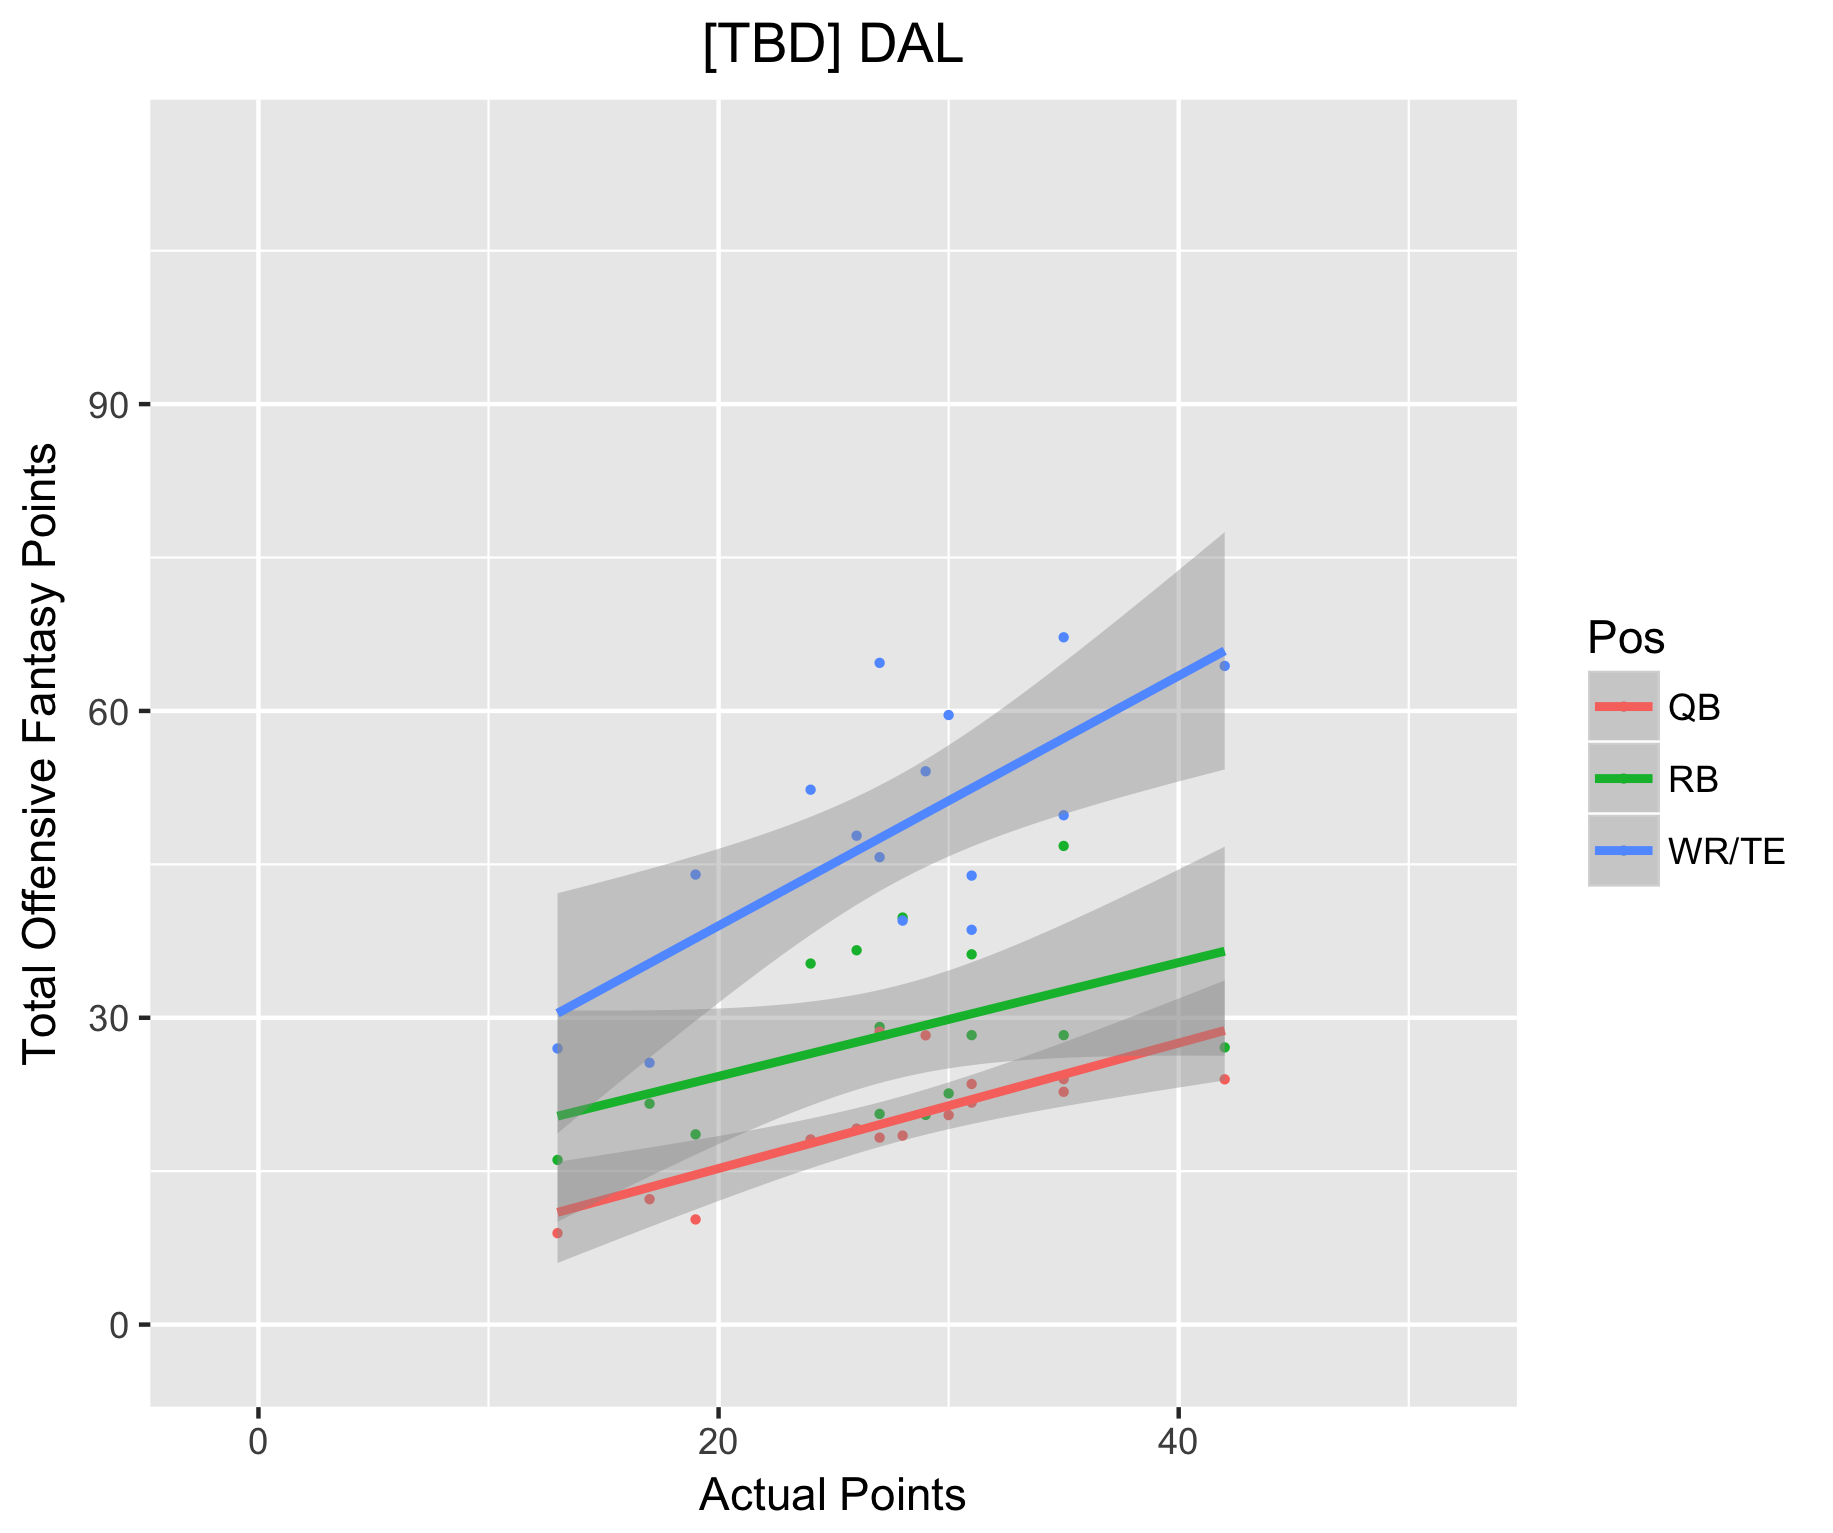 [TBD] DAL
Total Offensive Fantasy Points
90
60
30
0
0 20 40
Actual Points
Pos
QB
RB
WR/TE